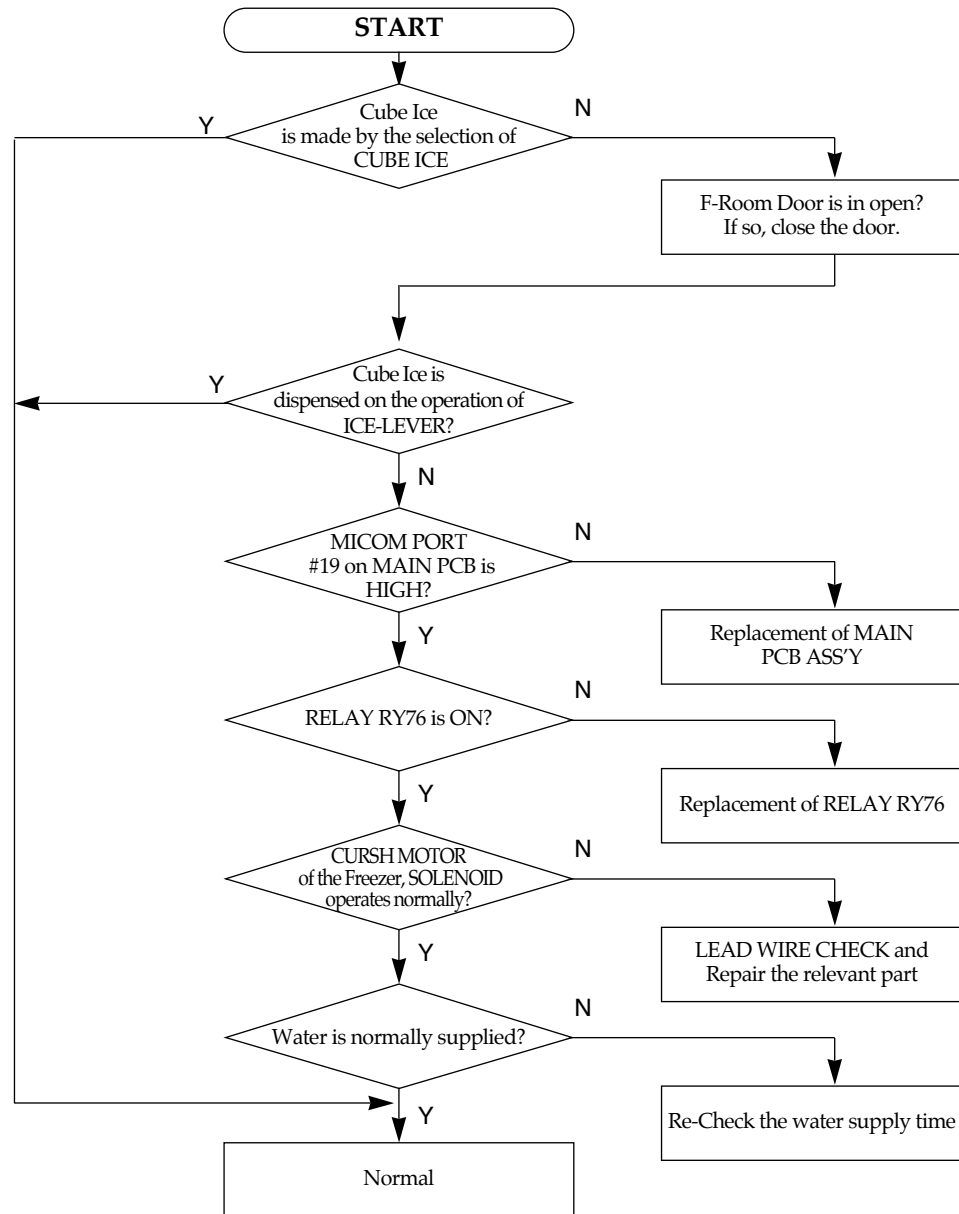 START
Cube Ice
is made by the selection of
CUBE ICE
Y
N
F-Room Door is in open?
If so, close the door.
Cube Ice is
dispensed on the operation of
ICE-LEVER?
Y
N
MICOM PORT
#19 on MAIN PCB is
HIGH?
N
Y
Replacement of MAIN
PCB ASS'Y
RELAY RY76 is ON?
N
Y
Replacement of RELAY RY76
CURSH MOTOR
of the Freezer, SOLENOID
operates normally?
N
Y
LEAD WIRE CHECK and
Repair the relevant part
Water is normally supplied?
N
Y
Re-Check the water supply time
Normal